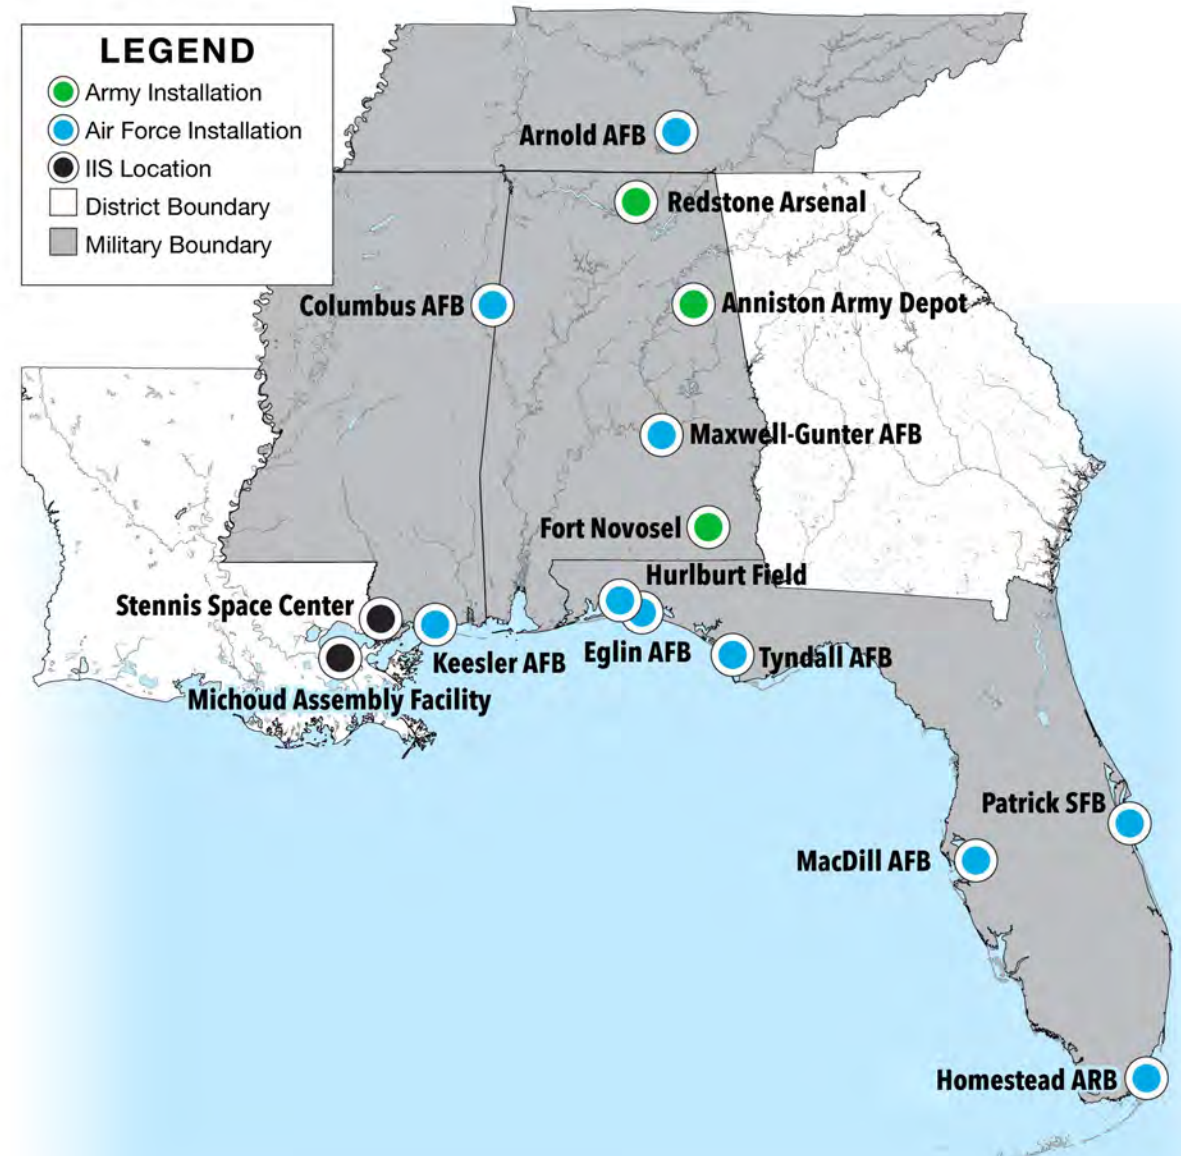 LEGEND
Army Installation
Air Force Installation
IIS Location
District Boundary
Military Boundary
Arnold AFB
Redstone Arsenal
Columbus AFB
Anniston Army Depot
Maxwell-Gunter AFB
Fort Novosel
Hurlburt Field
Stennis Space Center
Keesler AFB
Eglin AFB
Tyndall AFB
Michoud Assembly Facility
Patrick SFB
MacDill AFB
Homestead ARB